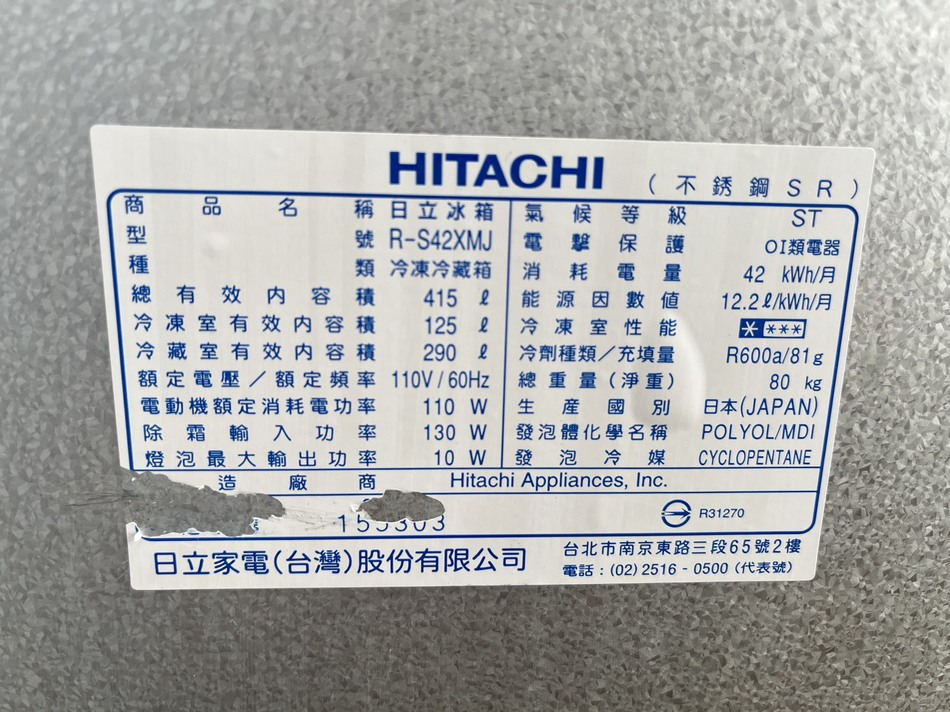 HITACHI
(不銹鋼SR)
商品名稱 日立冰箱
型號 R-S42XMJ
種類 冷凍冷藏箱
總有效內容積 415 ℓ
冷凍室有效內容積 125 ℓ
冷藏室有效內容積 290 ℓ
額定電壓/額定頻率 110V/60Hz
電動機額定消耗電功率 110 W
除霜輸入功率 130 W
燈泡最大輸出功率 10 W
氣候等級 ST
電擊保護 OI類電器
消耗電量 42 kWh/月
能源因數值 12.2ℓ/kWh/月
冷凍室性能 * ***
冷劑種類/充填量 R600a/81g
總重量(淨重) 80 kg
生產國別 日本(JAPAN)
發泡體化學名稱 POLYOL/MDI
發泡冷媒 CYCLOPENTANE
造廠商 Hitachi Appliances, Inc.
R31270
日立家電(台灣)股份有限公司
台北市南京東路三段65號2樓
電話:(02)2516-0500(代表號)